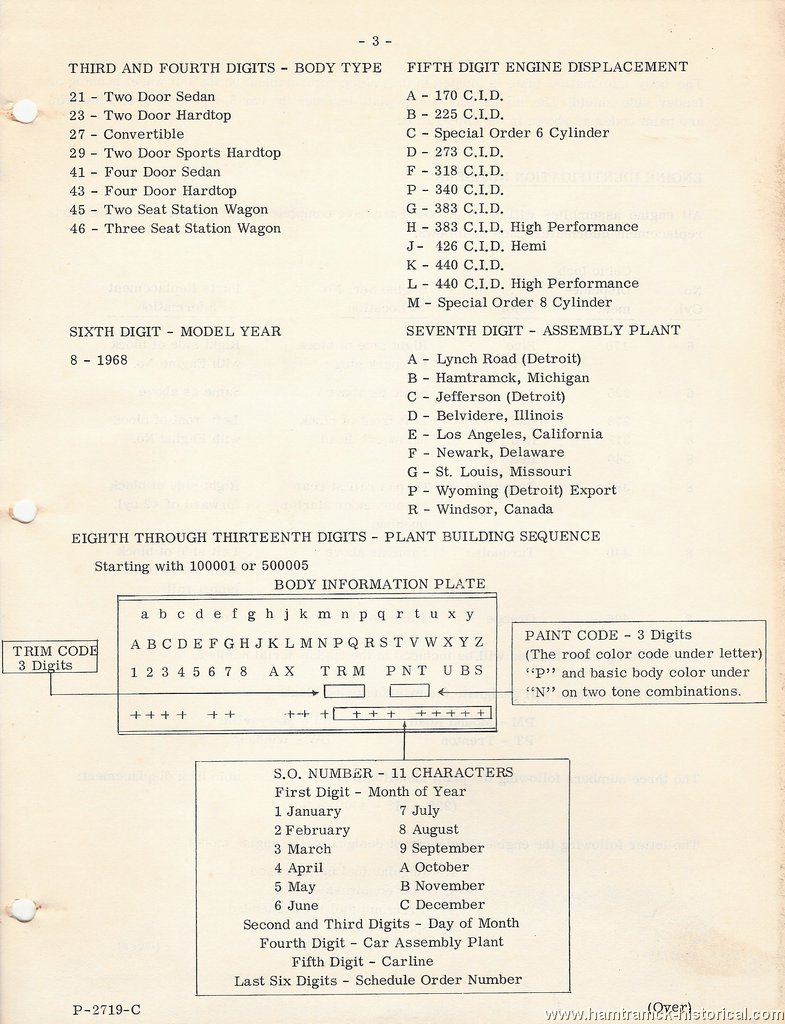 - 3 -
THIRD AND FOURTH DIGITS - BODY TYPE
21 - Two Door Sedan
23 - Two Door Hardtop
27 - Convertible
29 - Two Door Sports Hardtop
41 - Four Door Sedan
43 - Four Door Hardtop
45 - Two Seat Station Wagon
46 - Three Seat Station Wagon
FIFTH DIGIT ENGINE DISPLACEMENT
A - 170 C.I.D.
B - 225 C.I.D.
C - Special Order 6 Cylinder
D - 273 C.I.D.
F - 318 C.I.D.
P - 340 C.I.D.
G - 383 C.I.D.
H - 383 C.I.D. High Performance
J- 426 C.I.D. Hemi
K - 440 C.I.D.
L - 440 C.I.D. High Performance
M - Special Order 8 Cylinder
SIXTH DIGIT - MODEL YEAR
8 - 1968
SEVENTH DIGIT - ASSEMBLY PLANT
A - Lynch Road (Detroit)
B - Hamtramck, Michigan
C - Jefferson (Detroit)
D - Belvidere, Illinois
E - Los Angeles, California
F - Newark, Delaware
G - St. Louis, Missouri
P - Wyoming (Detroit) Export
R - Windsor, Canada
EIGHTH THROUGH THIRTEENTH DIGITS - PLANT BUILDING SEQUENCE
Starting with 100001 or 500005
BODY INFORMATION PLATE
a b c d e f g h j k m n p q r t u x y
A B C D E F G H J K L M N P Q R S T V W X Y Z
1 2 3 4 5 6 7 8 A X T R M P N T U B S
++++ ++ ++ + + + + + + + + +
TRIM CODE
3 Digits
PAINT CODE - 3 Digits
(The roof color code under letter)
"P" and basic body color under
"N" on two tone combinations.
S.O. NUMBER - 11 CHARACTERS
First Digit - Month of Year
1 January 7 July
2 February 8 August
3 March 9 September
4 April A October
5 May B November
6 June C December
Second and Third Digits - Day of Month
Fourth Digit - Car Assembly Plant
Fifth Digit - Carline
Last Six Digits - Schedule Order Number
P-2719-C
(Over)
www.hamtramck-historical.com